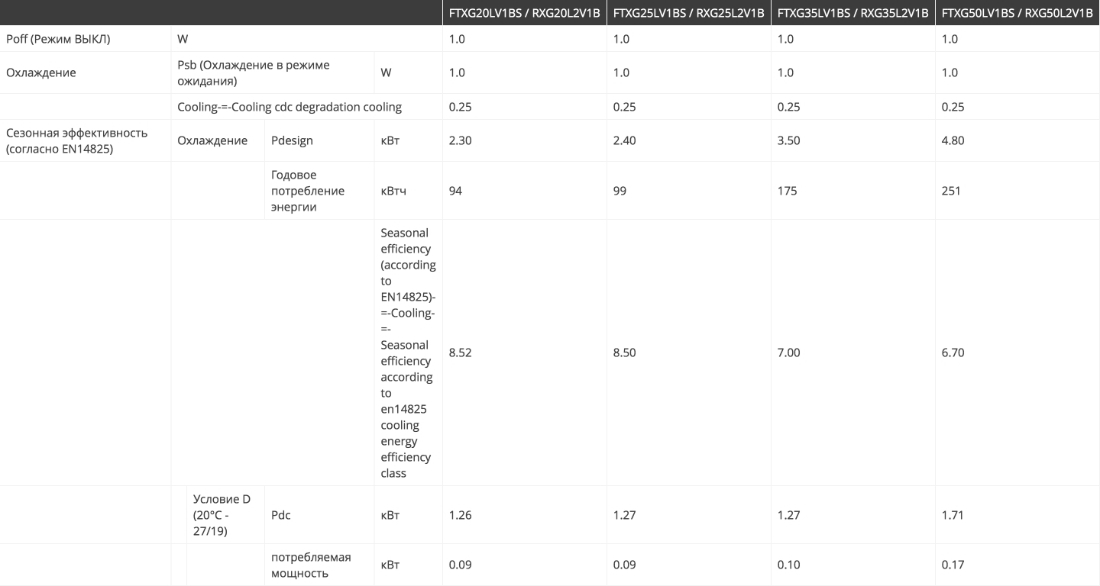 FTXG20LV1BS / RXG20L2V1B FTXG25LV1BS / RXG25L2V1B FTXG35LV1BS / RXG35L2V1B FTXG50LV1BS / RXG50L2V1B
Poff (Режим ВЫКЛ) W 1.0 1.0 1.0 1.0
Охлаждение
Psb (Охлаждение в режиме
ожидания)
W 1.0 1.0 1.0 1.0
Cooling-=-Cooling cdc degradation cooling 0.25 0.25 0.25 0.25
Сезонная эффективность
(согласно EN14825)
Охлаждение Pdesign кВт 2.30 2.40 3.50 4.80
Годовое
потребление
энергии
кВтч 94 99 175 251
Seasonal
efficiency
(according
to
EN14825)-
=-Cooling-
=-
Seasonal
efficiency
according
to
en14825
cooling
energy
efficiency
class
8.52 8.50 7.00 6.70
Условие D
(20°C -
27/19)
Pdc кВт 1.26 1.27 1.27 1.71
потребляемая
мощность
кВт 0.09 0.09 0.10 0.17